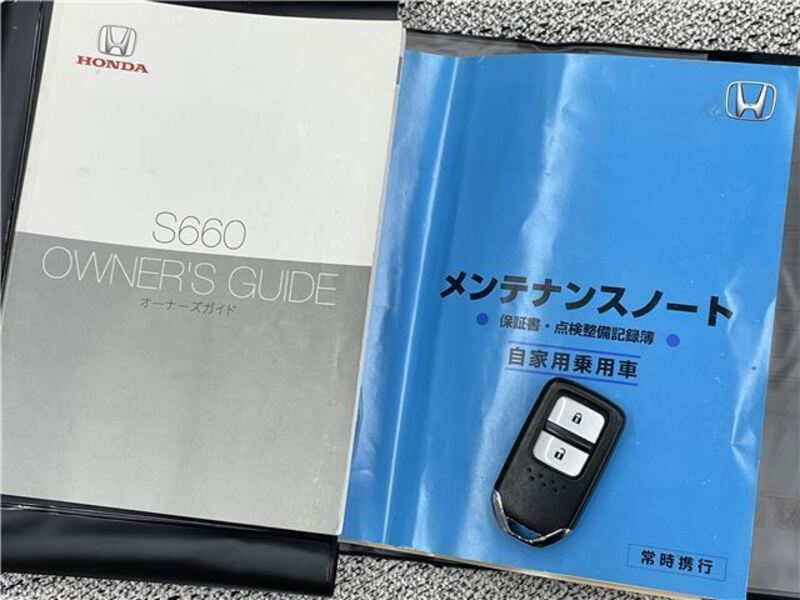 HONDA
S660
OWNER'S GUIDE
オーナーズガイド
メンテナンスノート
保証書・点検整備記録簿
自家用乗用車
常時携行